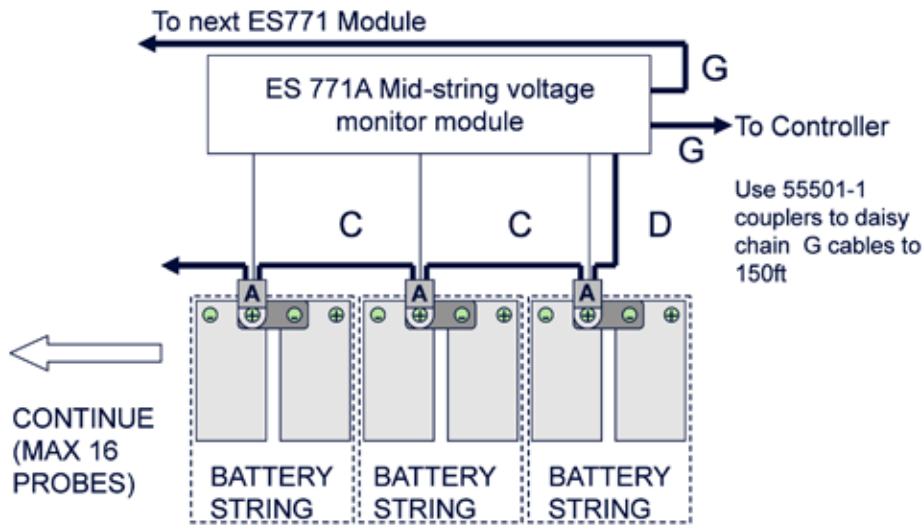 To next ES771 Module
G
ES 771A Mid-string voltage
monitor module
To Controller
G
Use 55501-1
couplers to daisy
chain G cables to
150ft
C
C
D
A
A
A
CONTINUE
(MAX 16
PROBES)
BATTERY
STRING
BATTERY
STRING
BATTERY
STRING